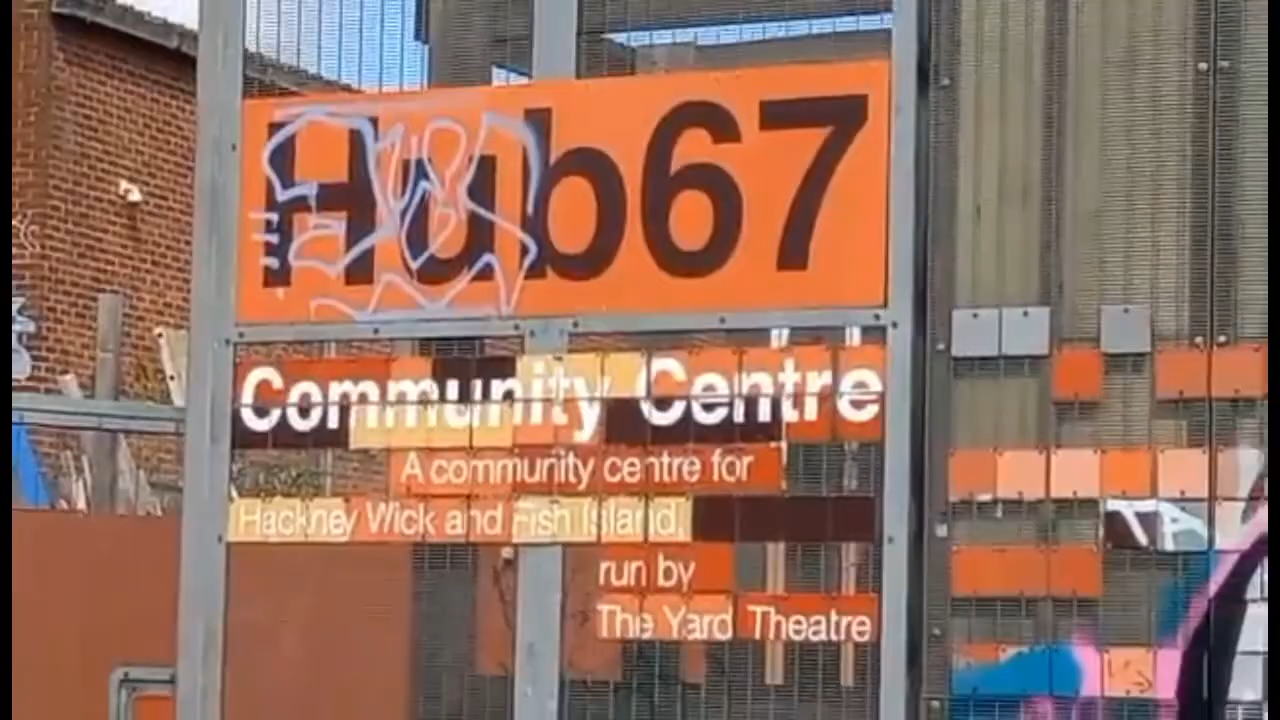 Hub67
Community Centre
A community centre for
Hackney Wick and Fish Island,
run by
The Yard Theatre